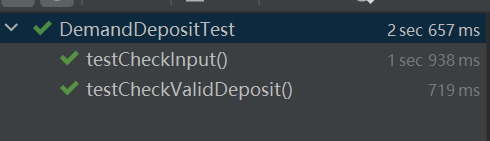 DemandDepositTest 2 sec 657 ms
testCheckInput() 1 sec 938 ms
testCheckValidDeposit() 719 ms